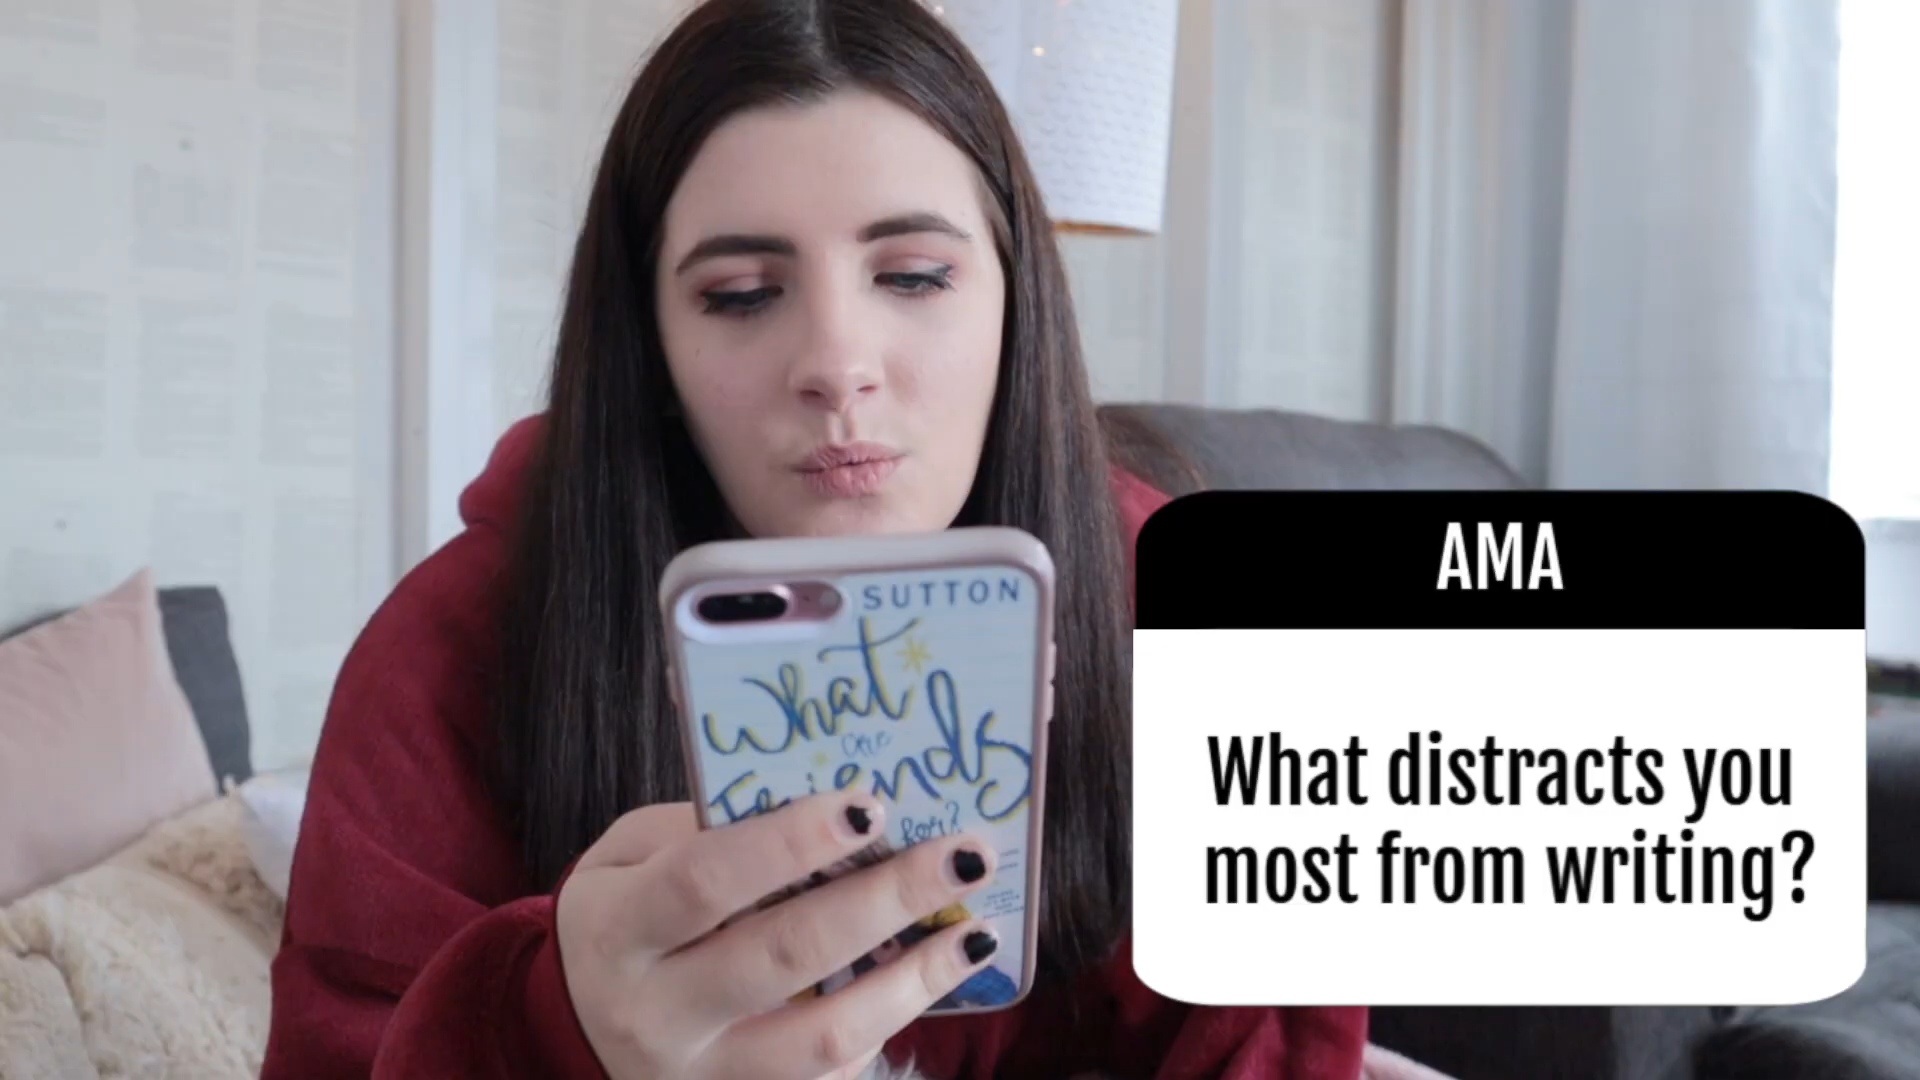 SUTTON
What
are
Friends
for?
AMA
What distracts you
most from writing?